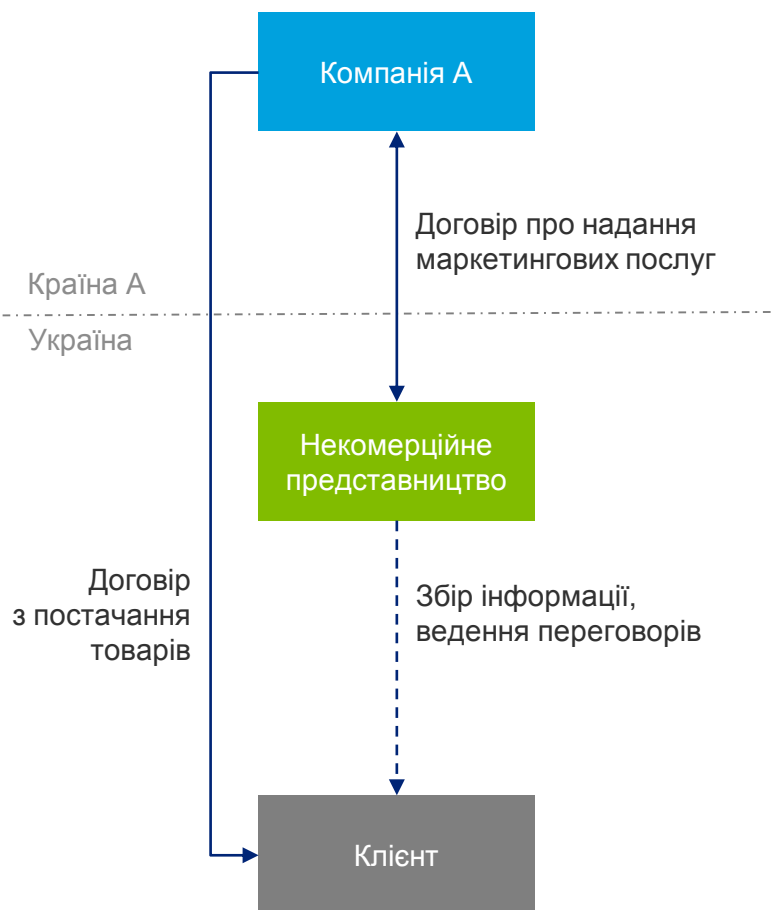 Компанія А
Договір про надання
маркетингових послуг
Країна А
Україна
Некомерційне
представництво
Договір
з постачання
товарів
Збір інформації,
ведення переговорів
Клієнт